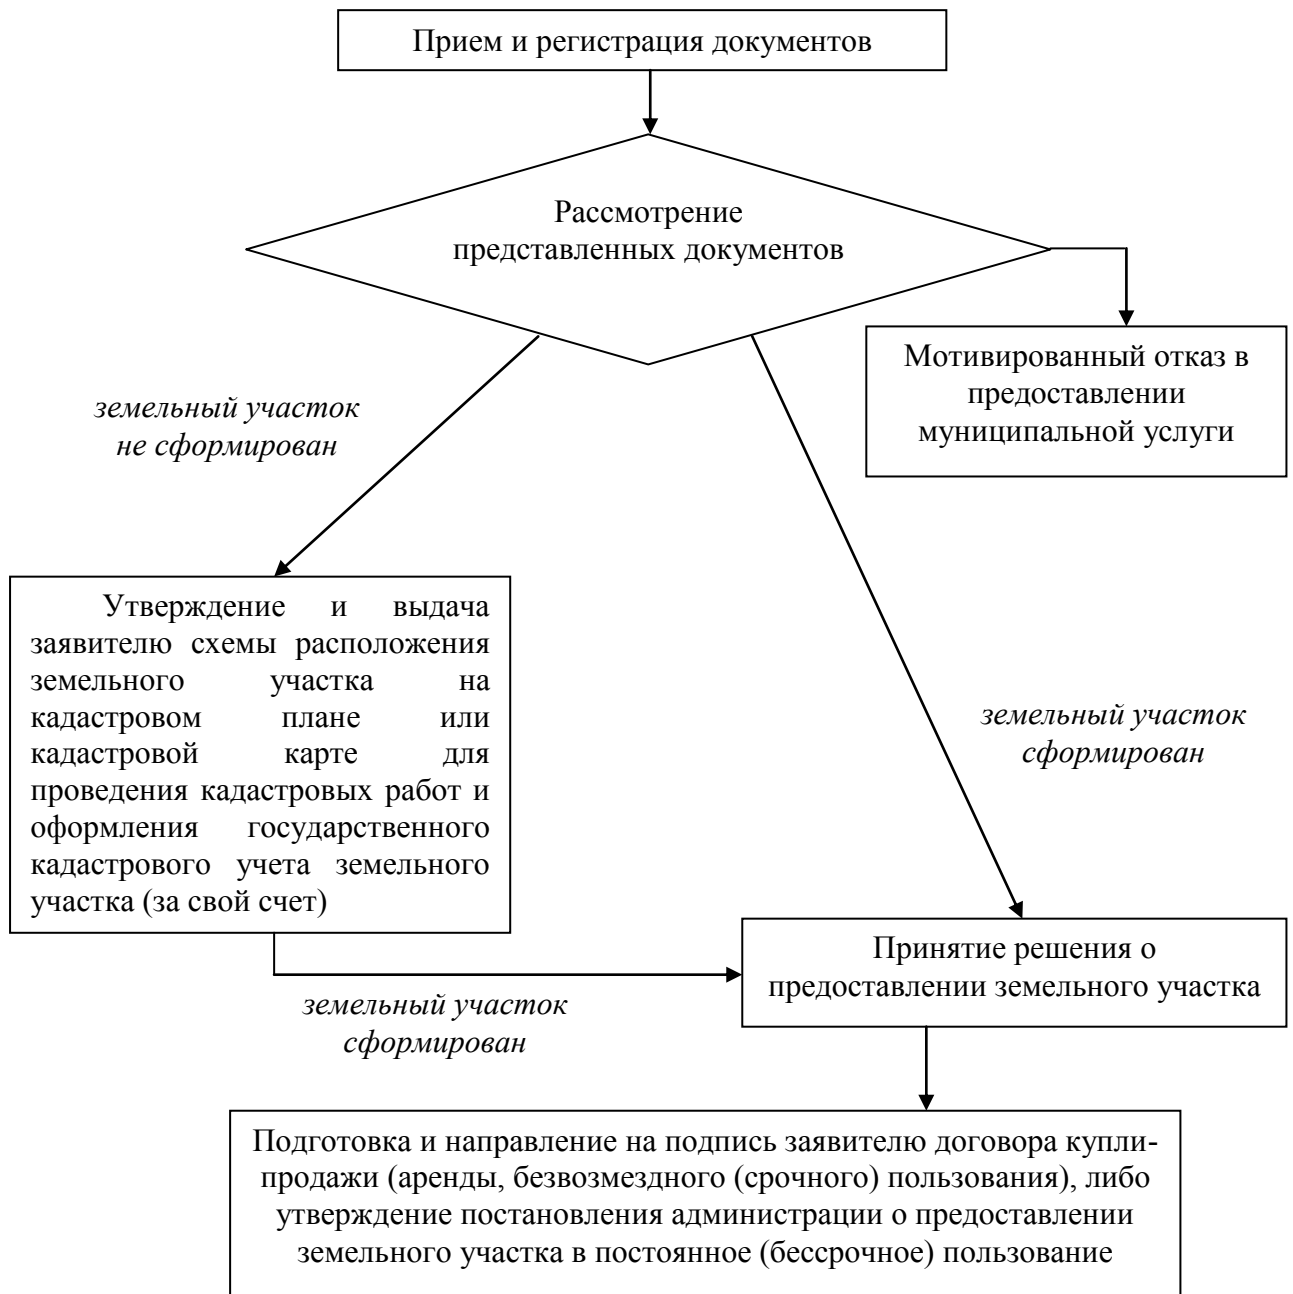 Прием и регистрация документов
Рассмотрение
представленных документов
Мотивированный отказ в
предоставлении
муниципальной услуги
земельный участок
не сформирован
Утверждение и выдача
заявителю схемы расположения
земельного участка на
кадастровом плане или
кадастровой карте для
проведения кадастровых работ и
оформления государственного
кадастрового учета земельного
участка (за свой счет)
земельный участок
сформирован
Принятие решения о
предоставлении земельного участка
земельный участок
сформирован
Подготовка и направление на подпись заявителю договора купли-
продажи (аренды, безвозмездного (срочного) пользования), либо
утверждение постановления администрации о предоставлении
земельного участка в постоянное (бессрочное) пользование